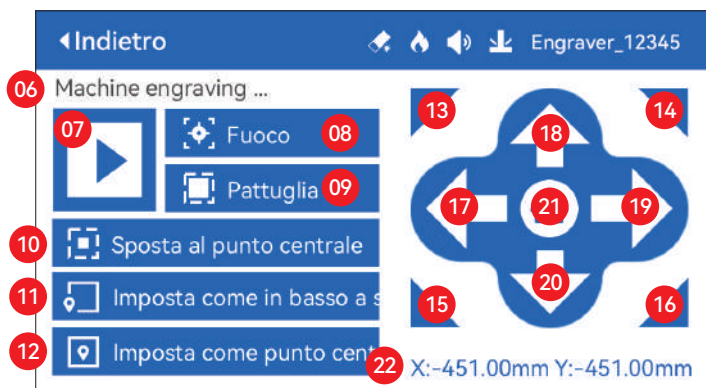 Indietro
Engraver_12345
06 Machine engraving ...
07
Fuoco 08
Pattuglia 09
10 Sposta al punto centrale
11 Imposta come in basso a s
12 Imposta come punto cent
13
14
18
17
21
19
20
15
16
22 X:-451.00mm Y:-451.00mm